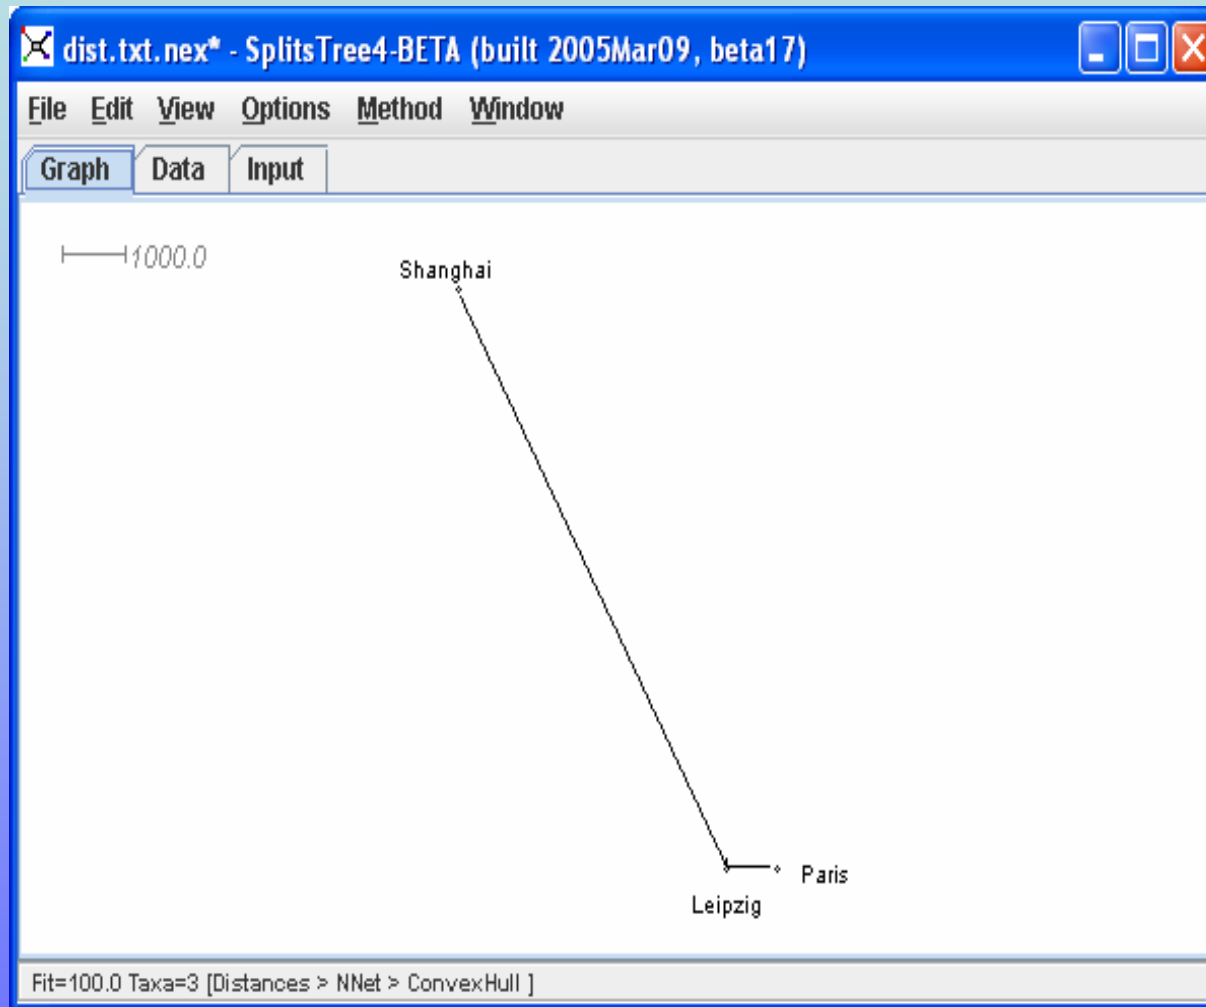 dist.txt.nex* - SplitsTree4-BETA (built 2005Mar09, beta17)
File Edit View Options Method Window
Graph Data Input
1000.0
Shanghai
Paris
Leipzig
Fit=100.0 Taxa=3 [Distances > NNet > ConvexHull ]